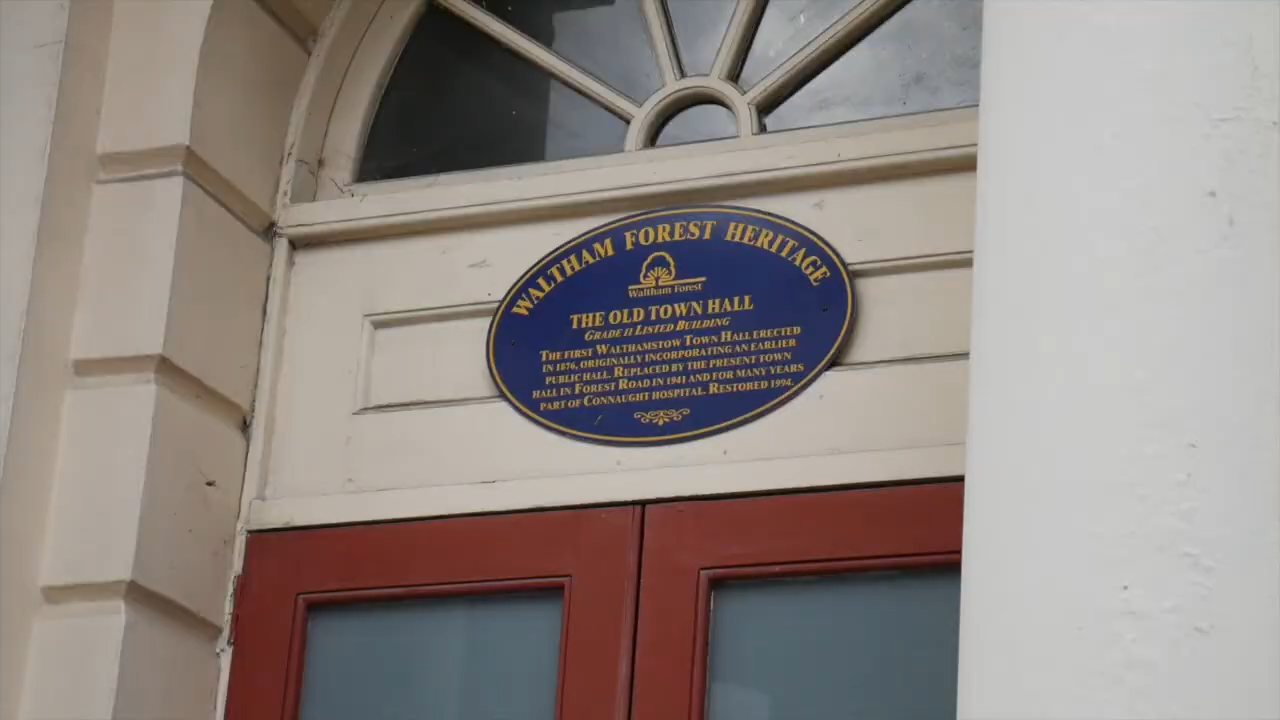 WALTHAM FOREST HERITAGE
Waltham Forest
THE OLD TOWN HALL
GRADE II LISTED BUILDING
THE FIRST WALTHAMSTOW TOWN HALL ERECTED
IN 1876, ORIGINALLY INCORPORATING AN EARLIER
PUBLIC HALL. REPLACED BY THE PRESENT TOWN
HALL IN FOREST ROAD IN 1941 AND FOR MANY YEARS
PART OF CONNAUGHT HOSPITAL. RESTORED 1994.